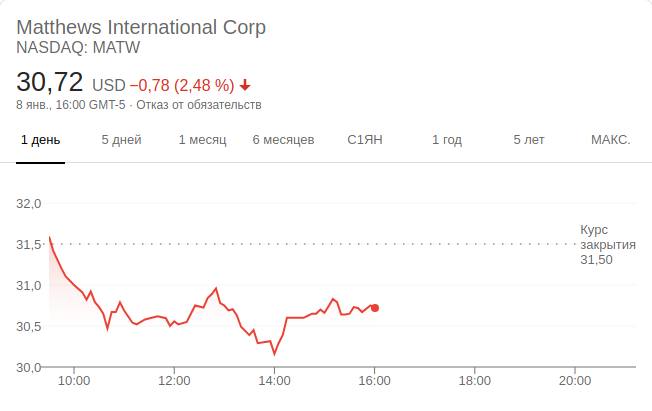 Matthews International Corp
NASDAQ: MATW
30,72 USD −0,78 (2,48 %)
8 янв., 16:00 GMT-5 · Отказ от обязательств
1 день 5 дней 1 месяц 6 месяцев С1ЯН 1 год 5 лет МАКС.
32,0
Курс
31,5 закрытия
31,50
31,0
30,5
30,0
10:00 12:00 14:00 16:00 18:00 20:00